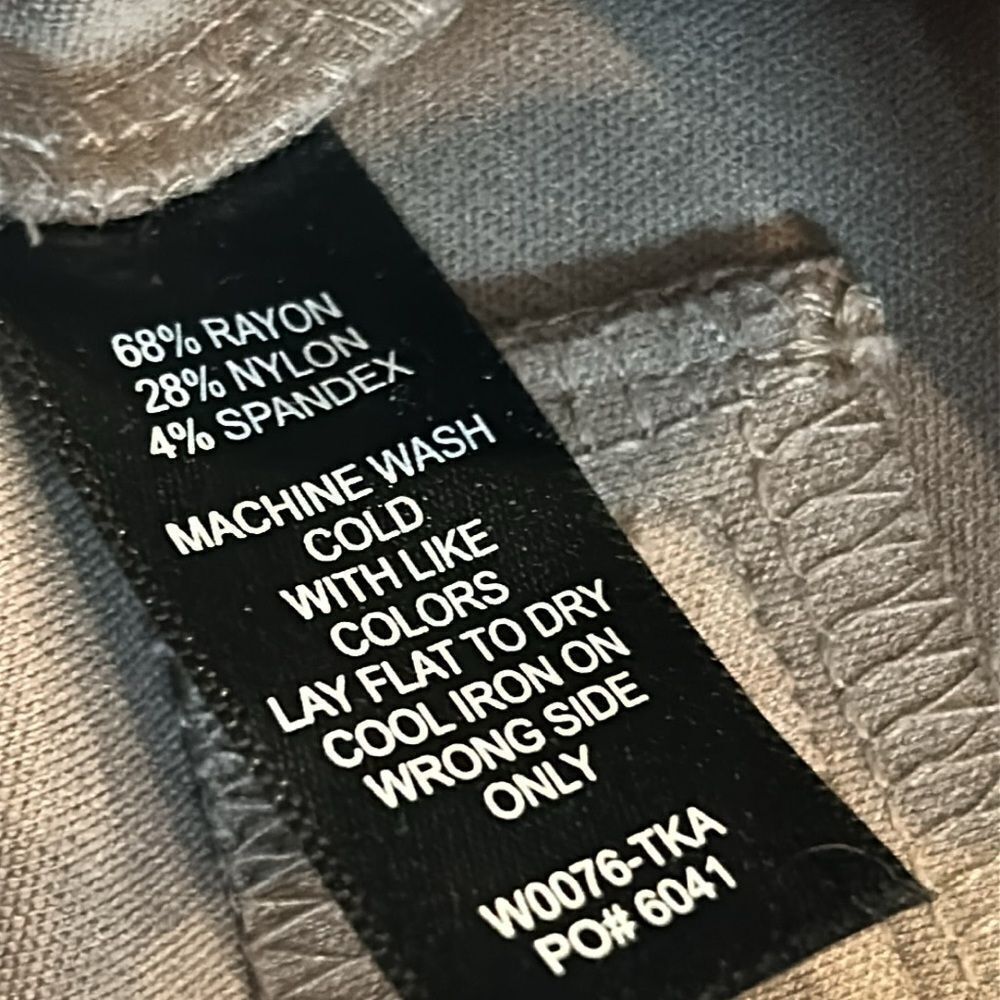 68% RAYON
28% NYLON
4% SPANDEX
MACHINE WASH
COLD
WITH LIKE
COLORS
LAY FLAT TO DRY
COOL IRON ON
WRONG SIDE
ONLY
W0076-TKA
PO# 6041